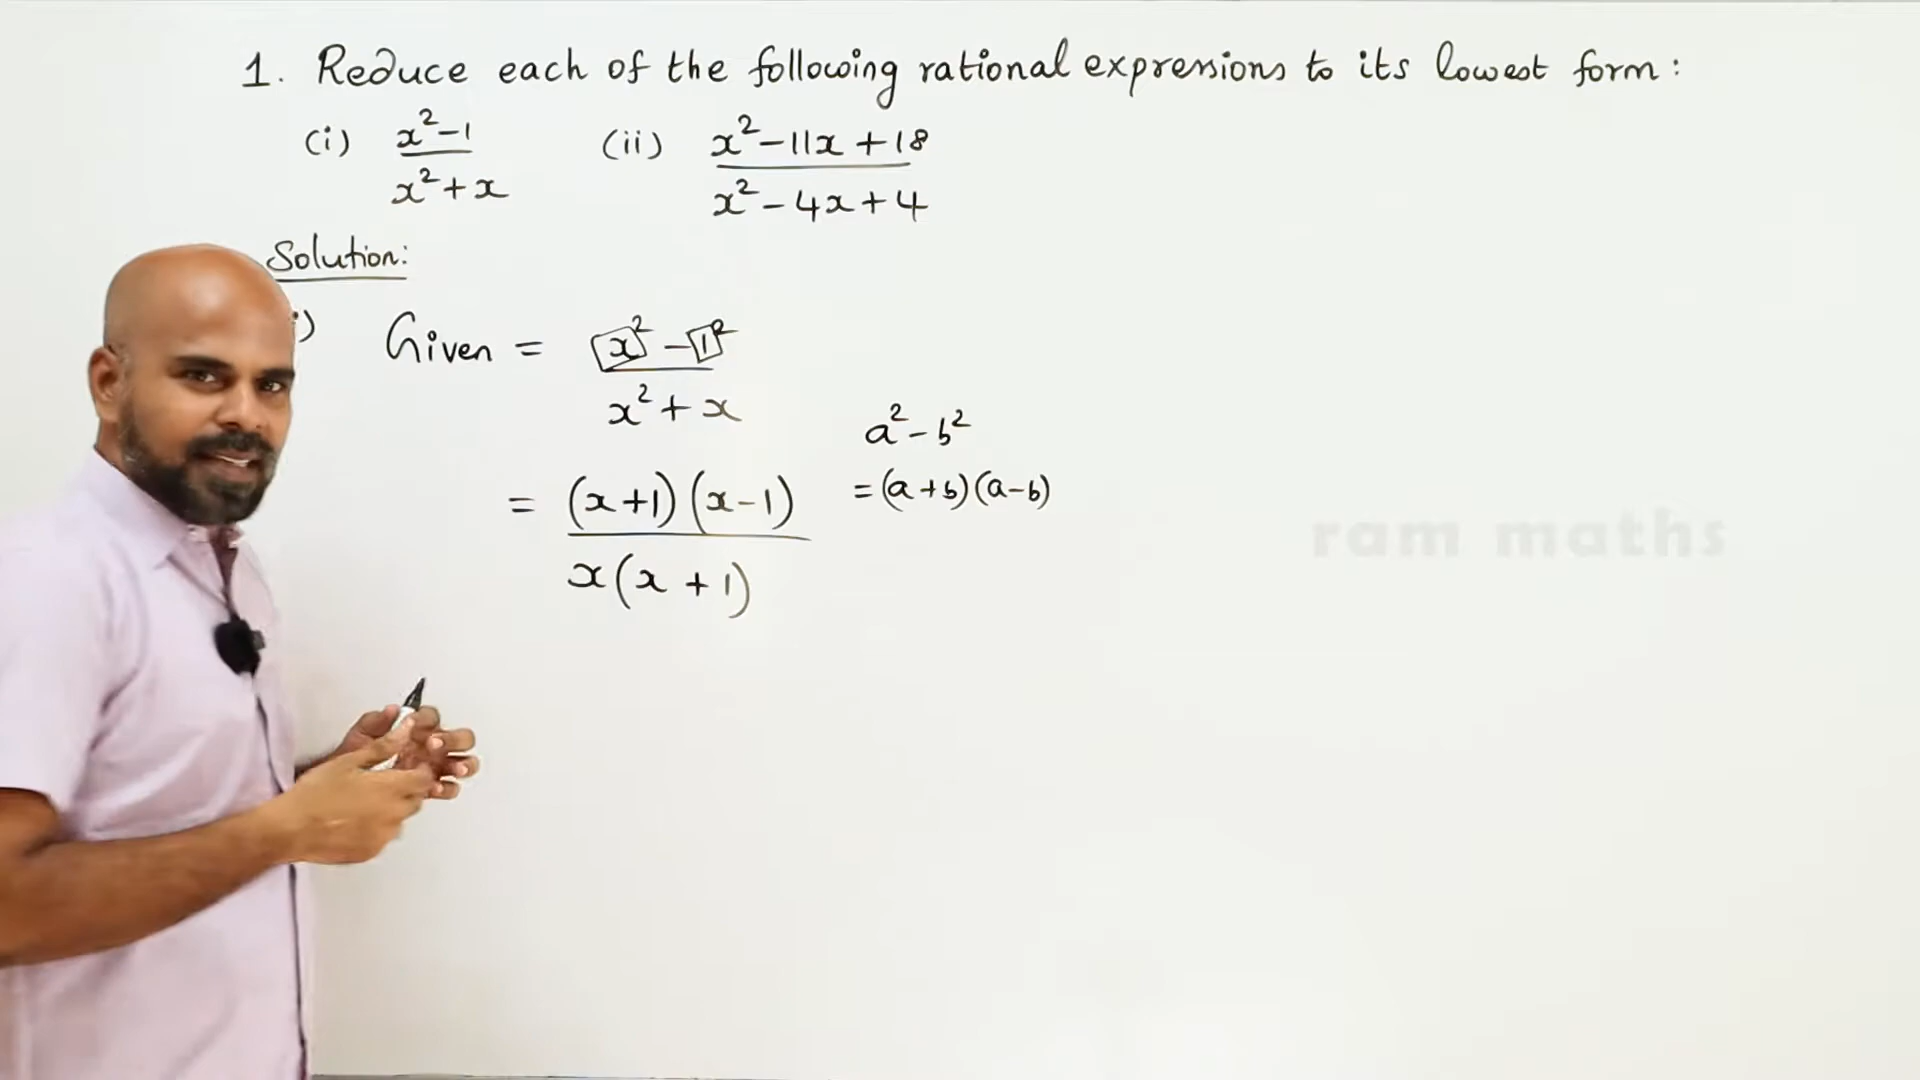 1. Reduce each of the following rational expressions to its lowest form:
(i) x²-1 / x²+x (ii) x²-11x+18 / x²-4x+4
Solution:
i) Given = x²-1² / x²+x
a²-b²
= (x+1)(x-1) / x(x+1)
=(a+b)(a-b)
ram maths